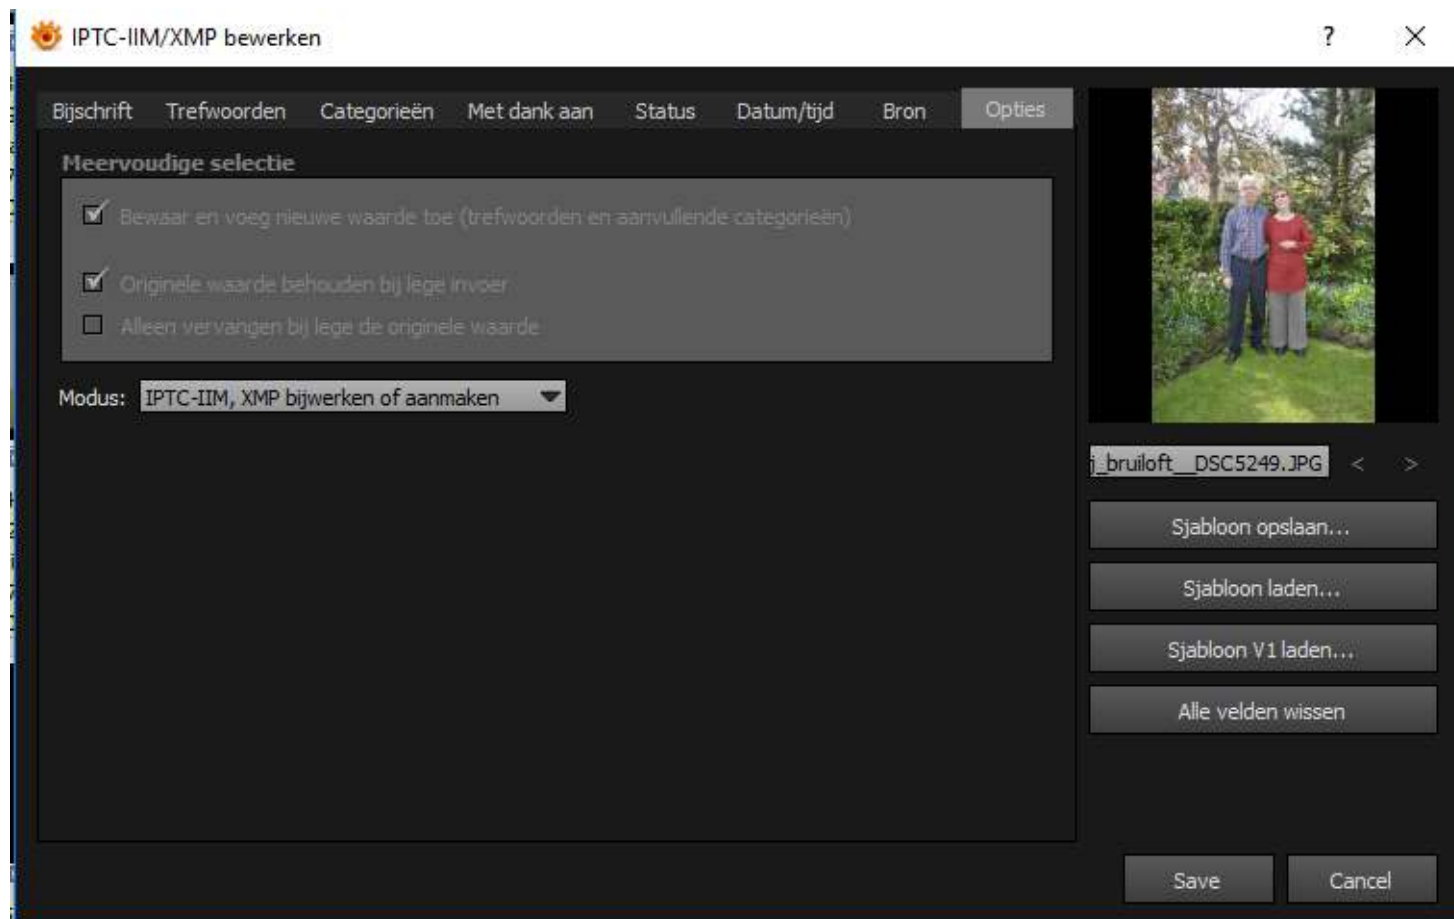 IPTC-IIM/XMP bewerken
?
Bijschrift Trefwoorden Categorieën Met dank aan Status Datum/tijd Bron Opties
Meervoudige selectie
Bewaar en voeg nieuwe waarde toe (trefwoorden en aanvullende categorieën)
Originele waarde behouden bij lege invoer
Alleen vervangen bij lege de originele waarde
Modus: IPTC-IIM, XMP bijwerken of aanmaken
j_bruiloft__DSC5249.JPG < >
Sjabloon opslaan...
Sjabloon laden...
Sjabloon V1 laden...
Alle velden wissen
Save Cancel